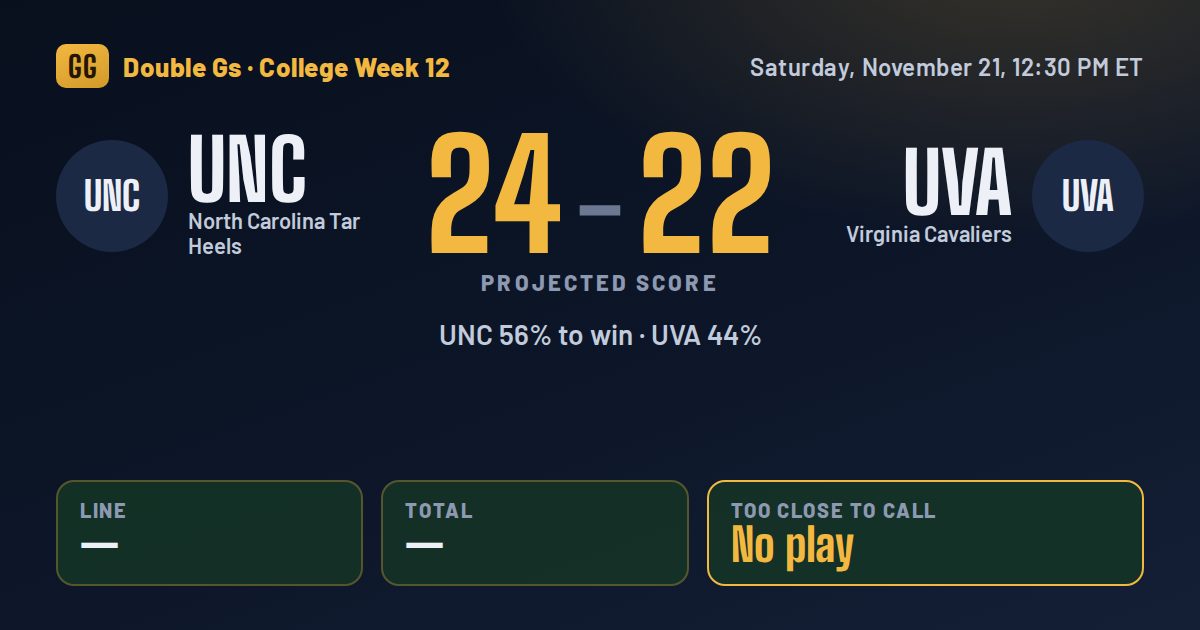 GG Double Gs · College Week 12
Saturday, November 21, 12:30 PM ET
UNC
UNC
North Carolina Tar
Heels
24 – 22
PROJECTED SCORE
UNC 56% to win · UVA 44%
UVA
Virginia Cavaliers
UVA
LINE
—
TOTAL
—
TOO CLOSE TO CALL
No play